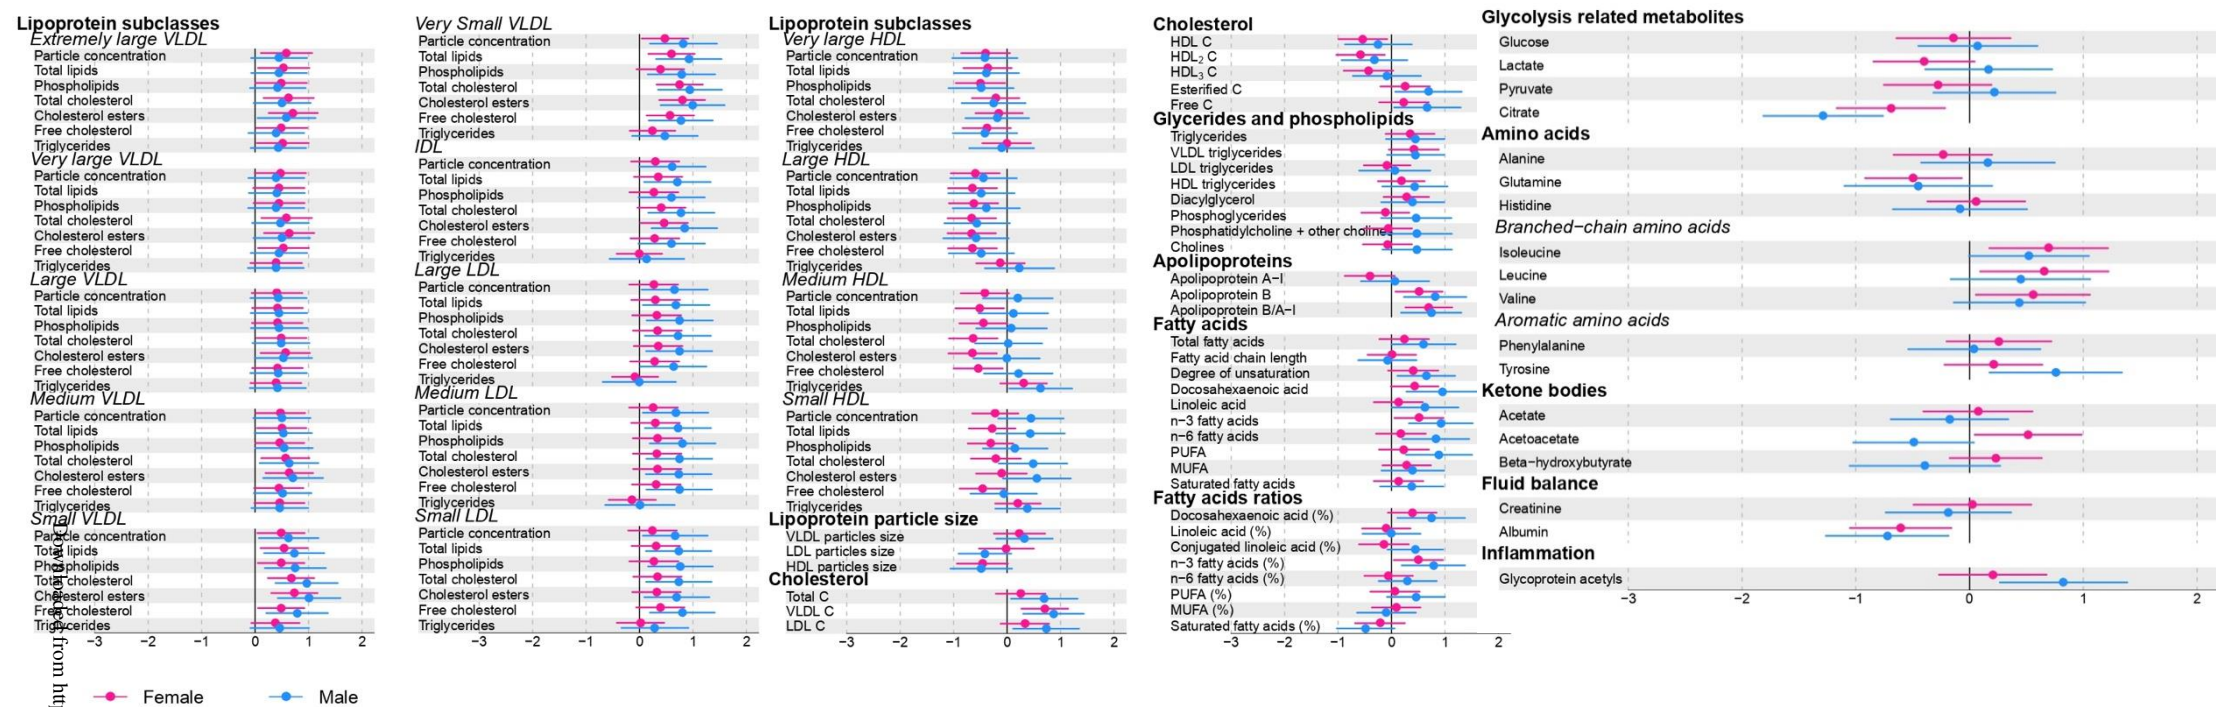 Lipoprotein subclasses
Extremely large VLDL
Particle concentration
Total lipids
Phospholipids
Total cholesterol
Cholesterol esters
Free cholesterol
Triglycerides
Very large VLDL
Particle concentration
Total lipids
Phospholipids
Total cholesterol
Cholesterol esters
Free cholesterol
Triglycerides
Large VLDL
Particle concentration
Total lipids
Phospholipids
Total cholesterol
Cholesterol esters
Free cholesterol
Triglycerides
Medium VLDL
Particle concentration
Total lipids
Phospholipids
Total cholesterol
Cholesterol esters
Free cholesterol
Triglycerides
Small VLDL
Particle concentration
Total lipids
Phospholipids
Total cholesterol
Cholesterol esters
Free cholesterol
Triglycerides
−3 −2 −1 0 1 2
Very Small VLDL
Particle concentration
Total lipids
Phospholipids
Total cholesterol
Cholesterol esters
Free cholesterol
Triglycerides
IDL
Particle concentration
Total lipids
Phospholipids
Total cholesterol
Cholesterol esters
Free cholesterol
Triglycerides
Large LDL
Particle concentration
Total lipids
Phospholipids
Total cholesterol
Cholesterol esters
Free cholesterol
Triglycerides
Medium LDL
Particle concentration
Total lipids
Phospholipids
Total cholesterol
Cholesterol esters
Free cholesterol
Triglycerides
Small LDL
Particle concentration
Total lipids
Phospholipids
Total cholesterol
Cholesterol esters
Free cholesterol
Triglycerides
−3 −2 −1 0 1 2
Lipoprotein subclasses
Very large HDL
Particle concentration
Total lipids
Phospholipids
Total cholesterol
Cholesterol esters
Free cholesterol
Triglycerides
Large HDL
Particle concentration
Total lipids
Phospholipids
Total cholesterol
Cholesterol esters
Free cholesterol
Triglycerides
Medium HDL
Particle concentration
Total lipids
Phospholipids
Total cholesterol
Cholesterol esters
Free cholesterol
Triglycerides
Small HDL
Particle concentration
Total lipids
Phospholipids
Total cholesterol
Cholesterol esters
Free cholesterol
Triglycerides
Lipoprotein particle size
VLDL particles size
LDL particles size
HDL particles size
Cholesterol
Total C
VLDL C
LDL C
−3 −2 −1 0 1 2
Cholesterol
HDL C
HDL₂ C
HDL₃ C
Esterified C
Free C
Glycerides and phospholipids
Triglycerides
VLDL triglycerides
LDL triglycerides
HDL triglycerides
Diacylglycerol
Phosphoglycerides
Phosphatidylcholine + other cholines
Cholines
Apolipoproteins
Apolipoprotein A−I
Apolipoprotein B
Apolipoprotein B/A−I
Fatty acids
Total fatty acids
Fatty acid chain length
Degree of unsaturation
Docosahexaenoic acid
Linoleic acid
n−3 fatty acids
n−6 fatty acids
PUFA
MUFA
Saturated fatty acids
Fatty acids ratios
Docosahexaenoic acid (%)
Linoleic acid (%)
Conjugated linoleic acid (%)
n−3 fatty acids (%)
n−6 fatty acids (%)
PUFA (%)
MUFA (%)
Saturated fatty acids (%)
−3 −2 −1 0 1 2
Glycolysis related metabolites
Glucose
Lactate
Pyruvate
Citrate
Amino acids
Alanine
Glutamine
Histidine
Branched−chain amino acids
Isoleucine
Leucine
Valine
Aromatic amino acids
Phenylalanine
Tyrosine
Ketone bodies
Acetate
Acetoacetate
Beta−hydroxybutyrate
Fluid balance
Creatinine
Albumin
Inflammation
Glycoprotein acetyls
−3 −2 −1 0 1 2
Downloaded from htt
Female Male